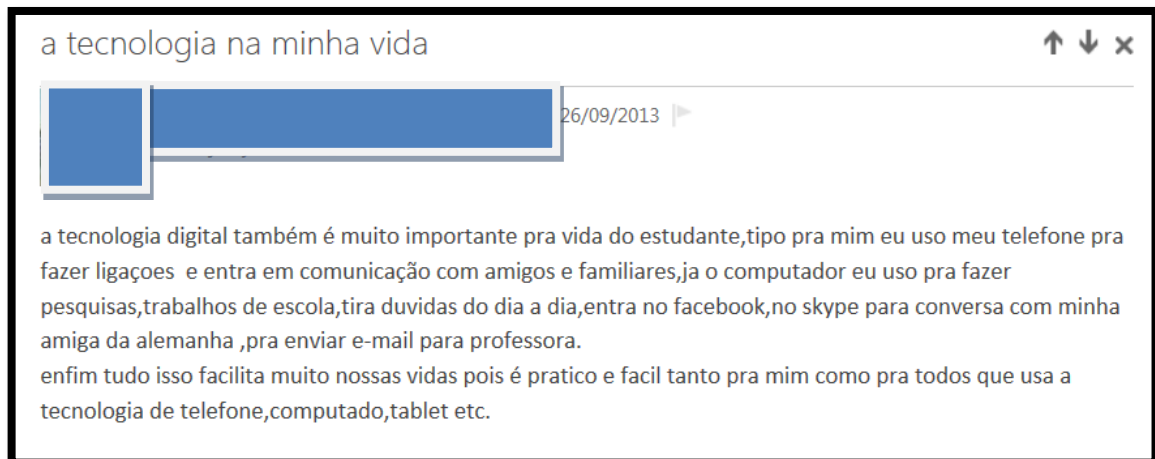 a tecnologia na minha vida
26/09/2013
a tecnologia digital também é muito importante pra vida do estudante,tipo pra mim eu uso meu telefone pra
fazer ligaçoes  e entra em comunicação com amigos e familiares,ja o computador eu uso pra fazer
pesquisas,trabalhos de escola,tira duvidas do dia a dia,entra no facebook,no skype para conversa com minha
amiga da alemanha ,pra enviar e-mail para professora.
enfim tudo isso facilita muito nossas vidas pois é pratico e facil tanto pra mim como pra todos que usa a
tecnologia de telefone,computado,tablet etc.